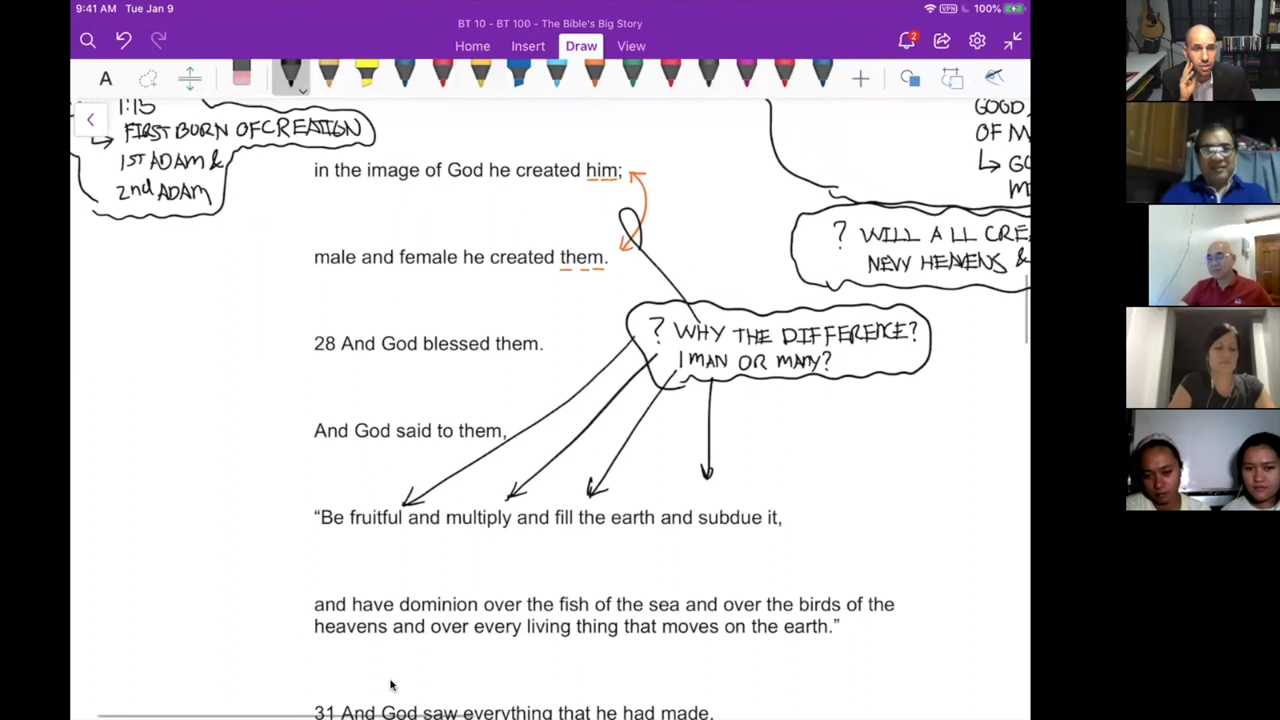 9:41 AM Tue Jan 9
VPN 100%
BT 10 - BT 100 - The Bible's Big Story
Home Insert Draw View
2
A
1:15
FIRST BORN OF CREATION
1ST ADAM &
2nd ADAM
GOOD,
OF M
in the image of God he created him;
? WILL ALL CRE
NEW HEAVENS &
male and female he created them.
? WHY THE DIFFERENCE?
1 MAN OR MANY?
28 And God blessed them.
And God said to them,
“Be fruitful and multiply and fill the earth and subdue it,
and have dominion over the fish of the sea and over the birds of the
heavens and over every living thing that moves on the earth.”
31 And God saw everything that he had made,